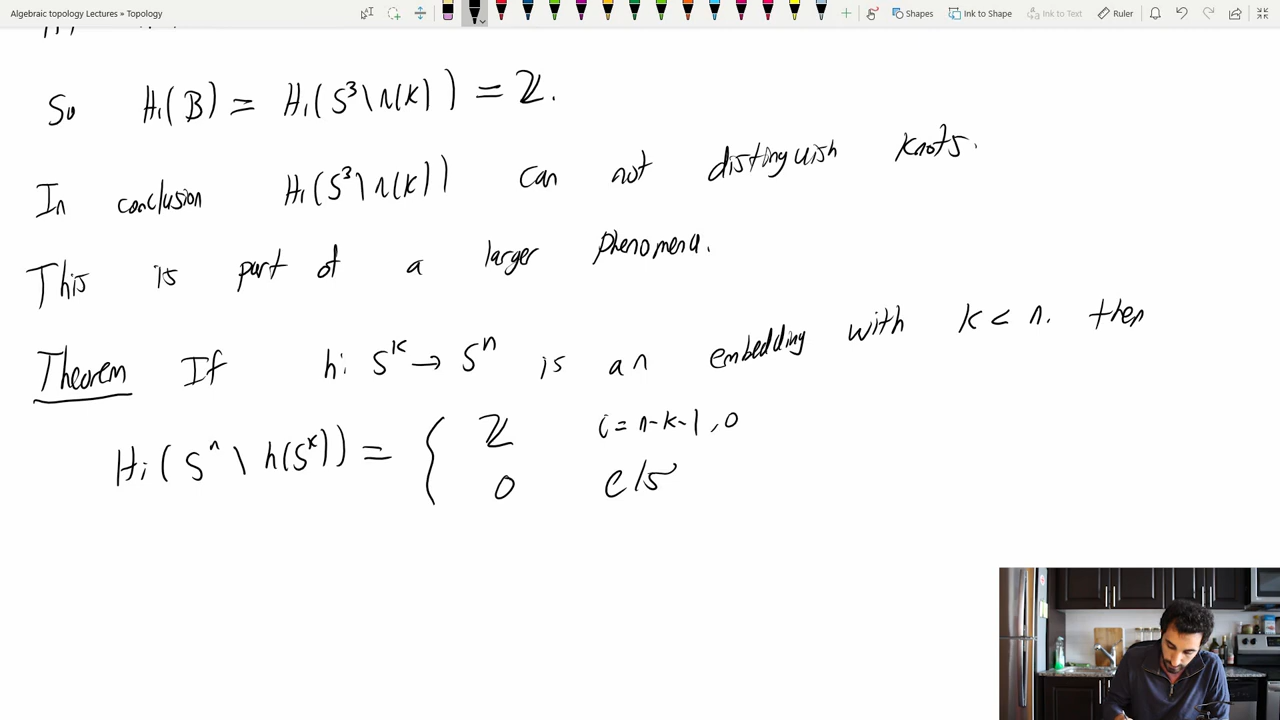 Algebraic topology Lectures » Topology
Shapes Ink to Shape Ink to Text Ruler
So H₁(B) = H₁(S³\n(K)) = ℤ.
In conclusion H₁(S³\n(K)) can not distinguish knots.
This is part of a larger phenomena.
Theorem If h: Sᵏ → Sⁿ is an embedding with k < n. then
Hᵢ(Sⁿ \ h(Sᵏ)) = { ℤ i = n-k-1, 0
0 els